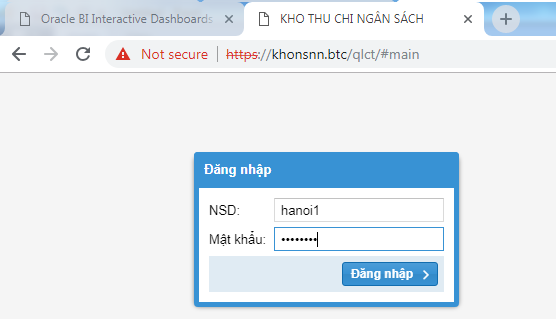 Oracle BI Interactive Dashboards
KHO THU CHI NGÂN SÁCH
Not secure
https://khonsnn.btc/qlct/#main
Đăng nhập
NSD:
hanoi1
Mật khẩu:
••••••••
Đăng nhập